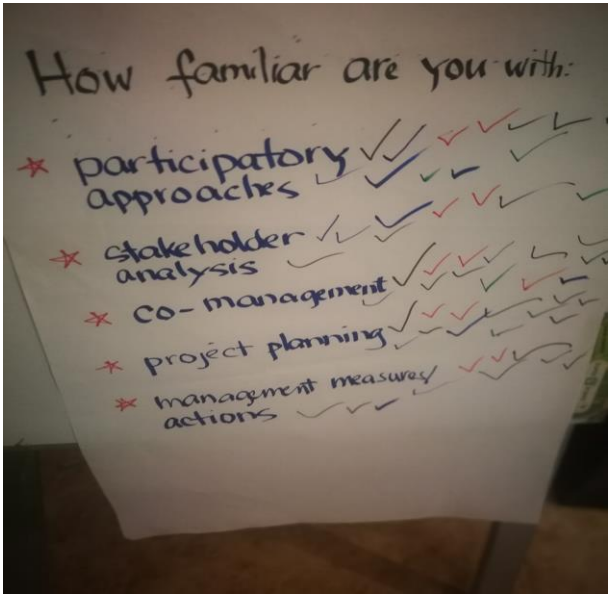 How familiar are you with:
participatory
approaches
stakeholder
analysis
co-management
project planning
management measures/
actions